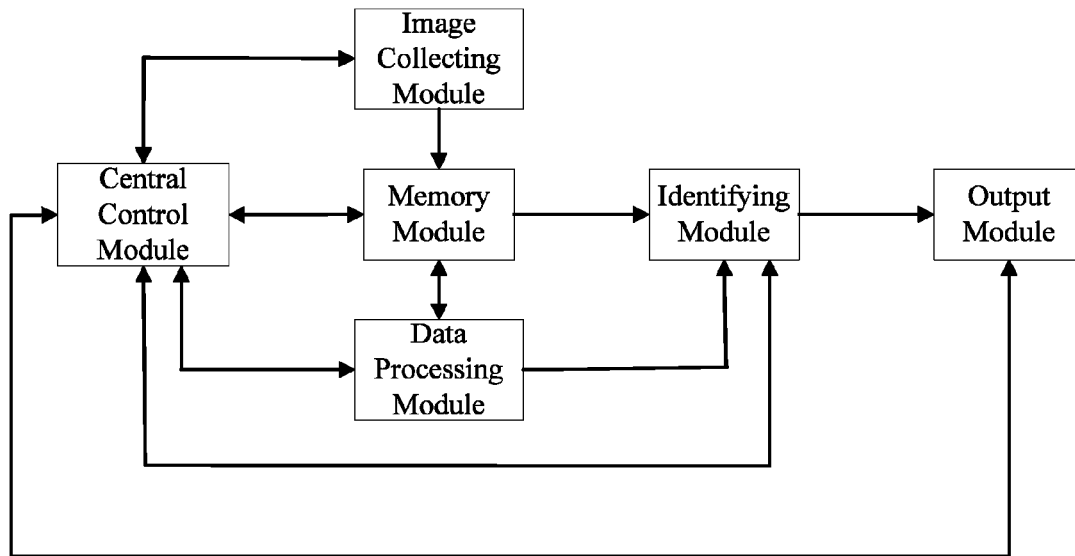 Image
Collecting
Module
Central
Control
Module
Memory
Module
Identifying
Module
Output
Module
Data
Processing
Module